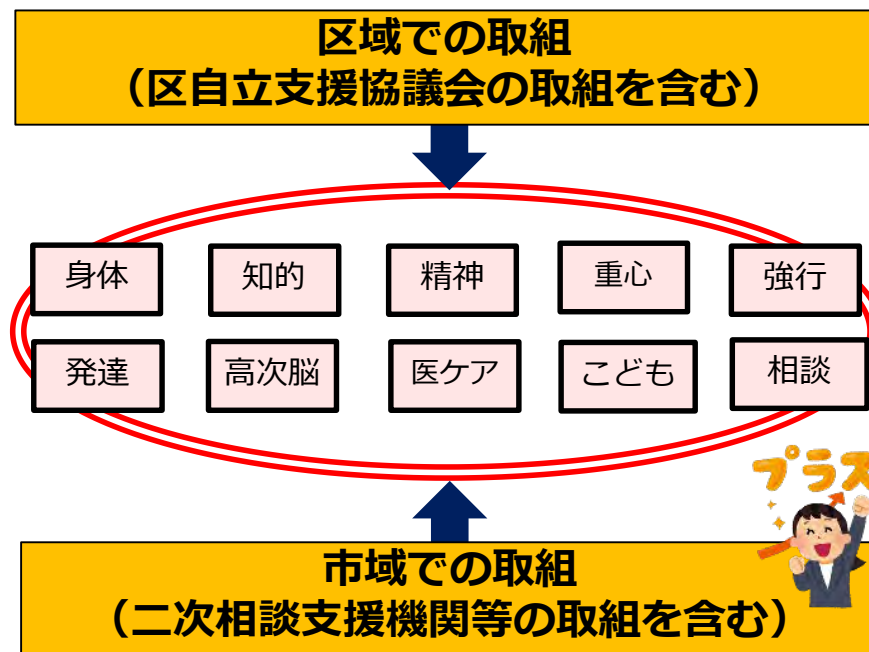 区域での取組
（区自立支援協議会の取組を含む）
身体 知的 精神 重心 強行
発達 高次脳 医ケア こども 相談
プラス
市域での取組
（二次相談支援機関等の取組を含む）